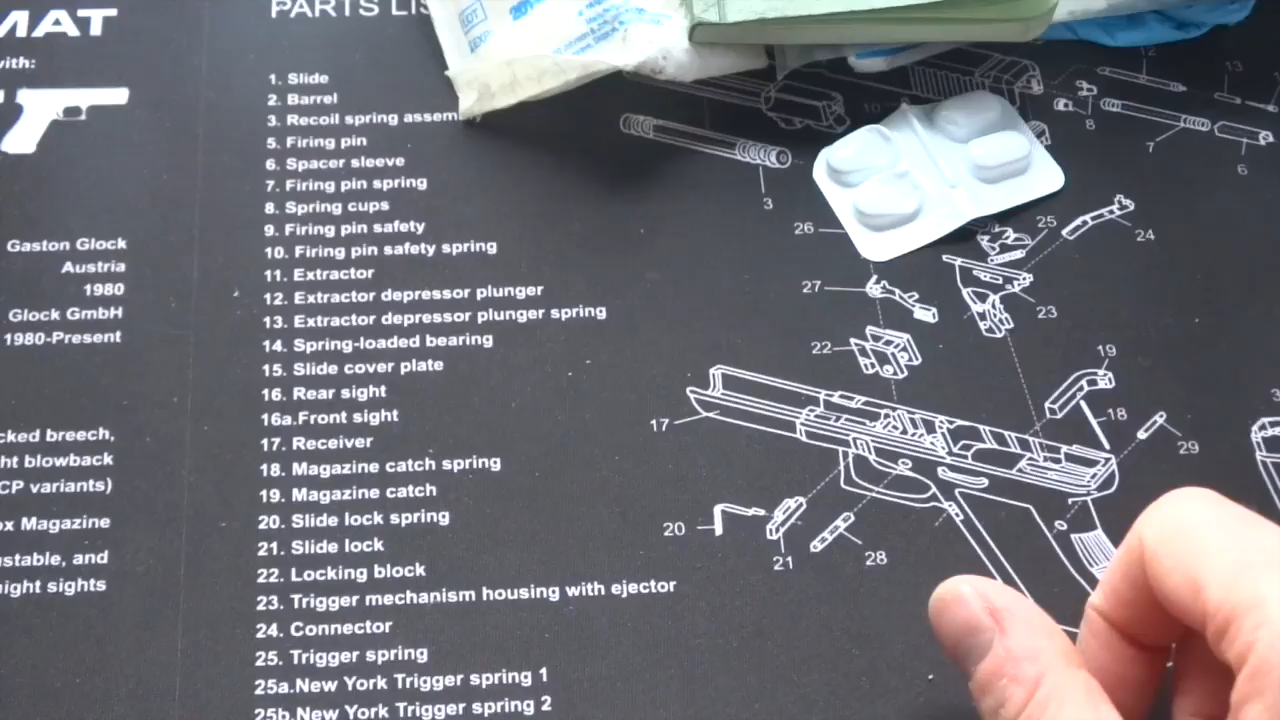 MAT
with:
Gaston Glock
Austria
1980
Glock GmbH
1980-Present
cked breech,
ht blowback
CP variants)
ox Magazine
ustable, and
night sights
PARTS LIS
1. Slide
2. Barrel
3. Recoil spring assem
5. Firing pin
6. Spacer sleeve
7. Firing pin spring
8. Spring cups
9. Firing pin safety
10. Firing pin safety spring
11. Extractor
12. Extractor depressor plunger
13. Extractor depressor plunger spring
14. Spring-loaded bearing
15. Slide cover plate
16. Rear sight
16a.Front sight
17. Receiver
18. Magazine catch spring
19. Magazine catch
20. Slide lock spring
21. Slide lock
22. Locking block
23. Trigger mechanism housing with ejector
24. Connector
25. Trigger spring
25a.New York Trigger spring 1
25b.New York Trigger spring 2
LOT
EXP
12
13
10
8
7
6
3
26
25
24
27
23
22
19
18
17
29
20
21
28